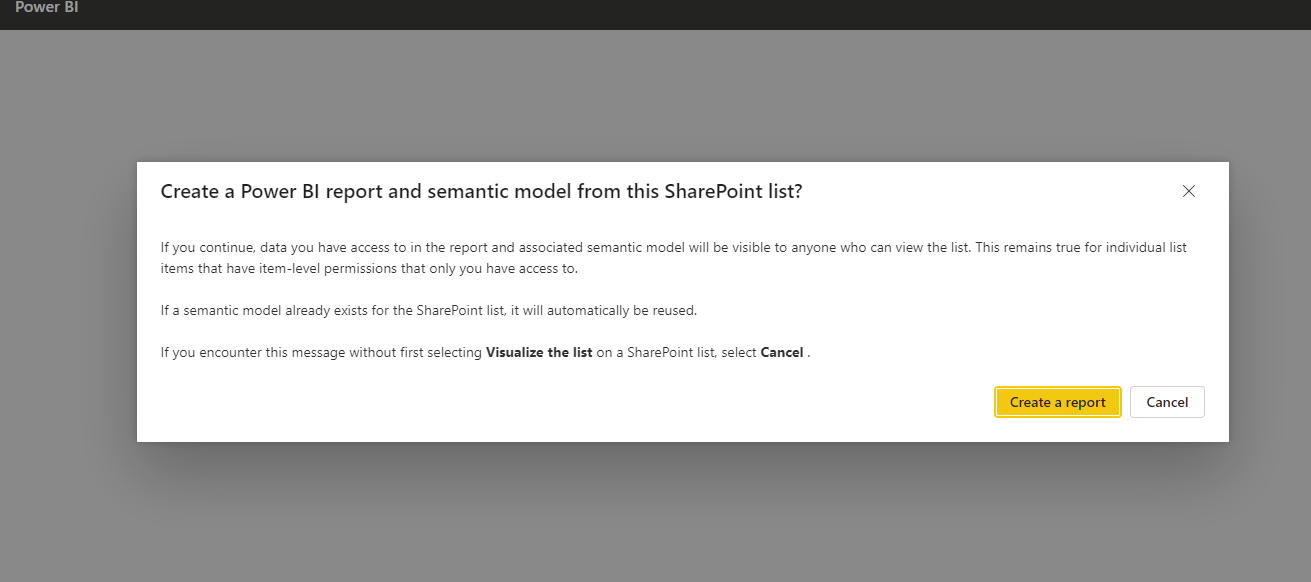 Power BI
Create a Power BI report and semantic model from this SharePoint list?
If you continue, data you have access to in the report and associated semantic model will be visible to anyone who can view the list. This remains true for individual list
items that have item-level permissions that only you have access to.
If a semantic model already exists for the SharePoint list, it will automatically be reused.
If you encounter this message without first selecting Visualize the list on a SharePoint list, select Cancel .
Create a report
Cancel